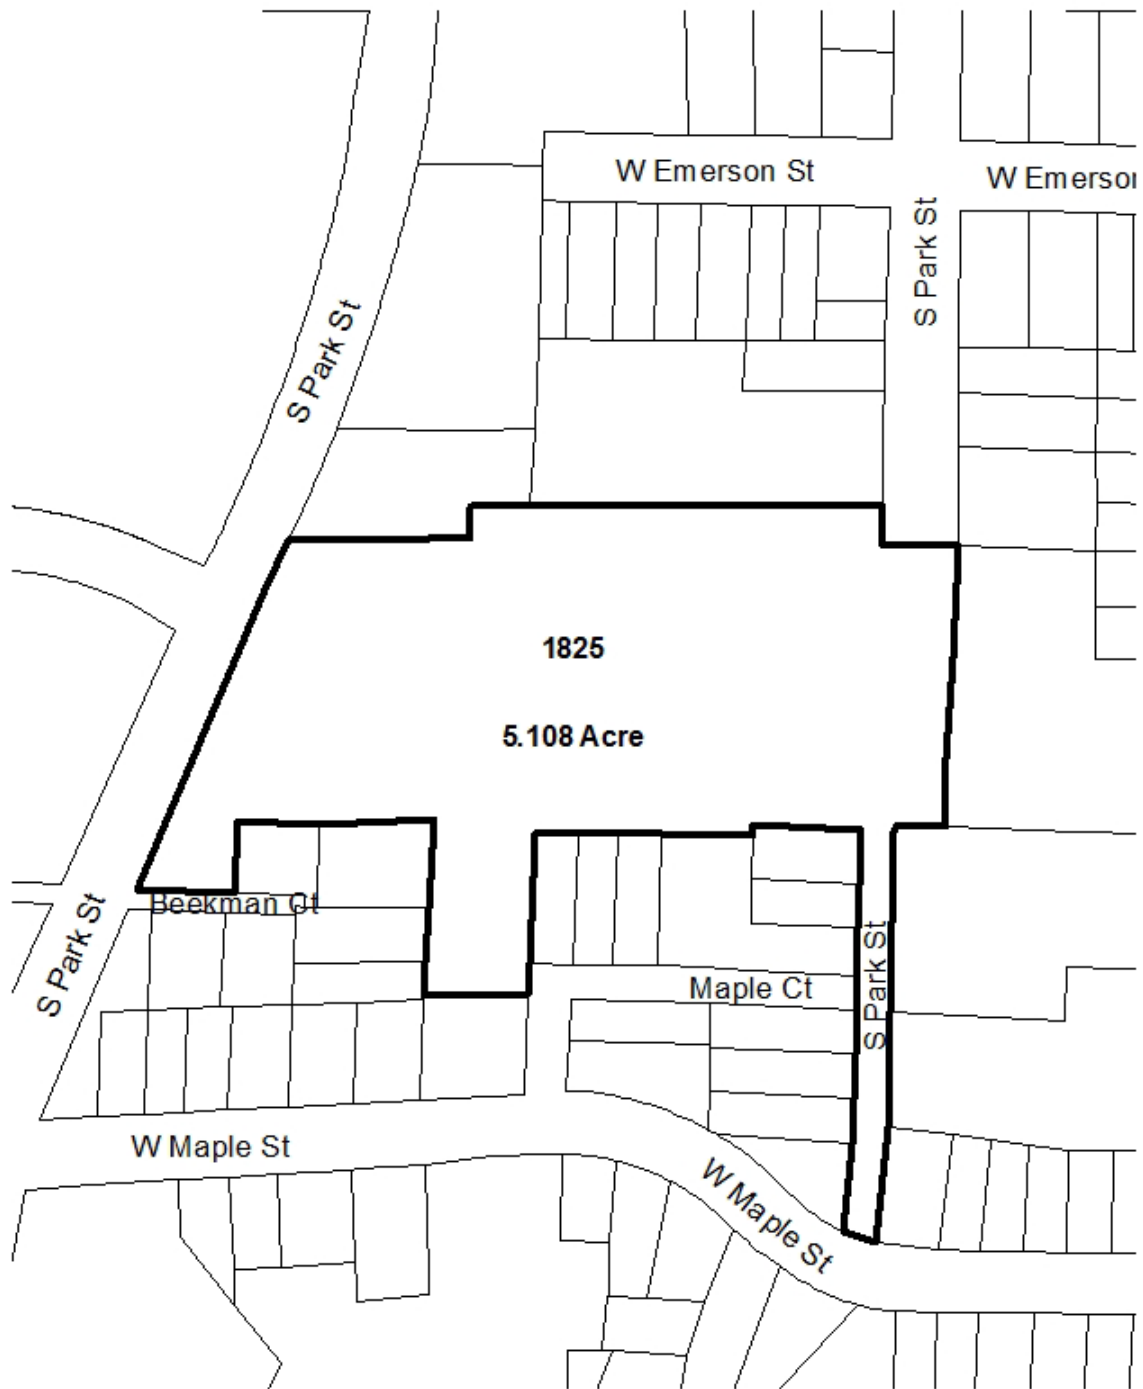 W Emerson St
W Emerson
S Park St
S Park St
1825
5.108 Acre
Beekman Ct
S Park St
S Park St
Maple Ct
W Maple St
W Maple St